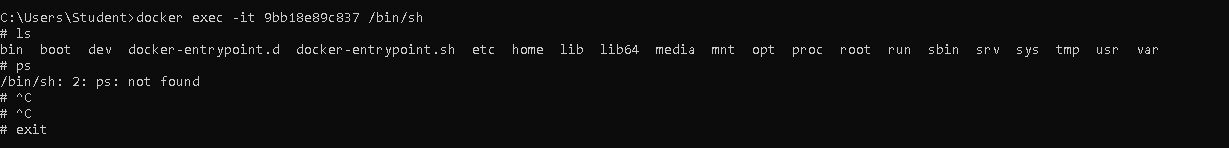 C:\Users\Student>docker exec -it 9bb18e89c837 /bin/sh
# ls
bin  boot  dev  docker-entrypoint.d  docker-entrypoint.sh  etc  home  lib  lib64  media  mnt  opt  proc  root  run  sbin  srv  sys  tmp  usr  var
# ps
/bin/sh: 2: ps: not found
# ^C
# ^C
# exit